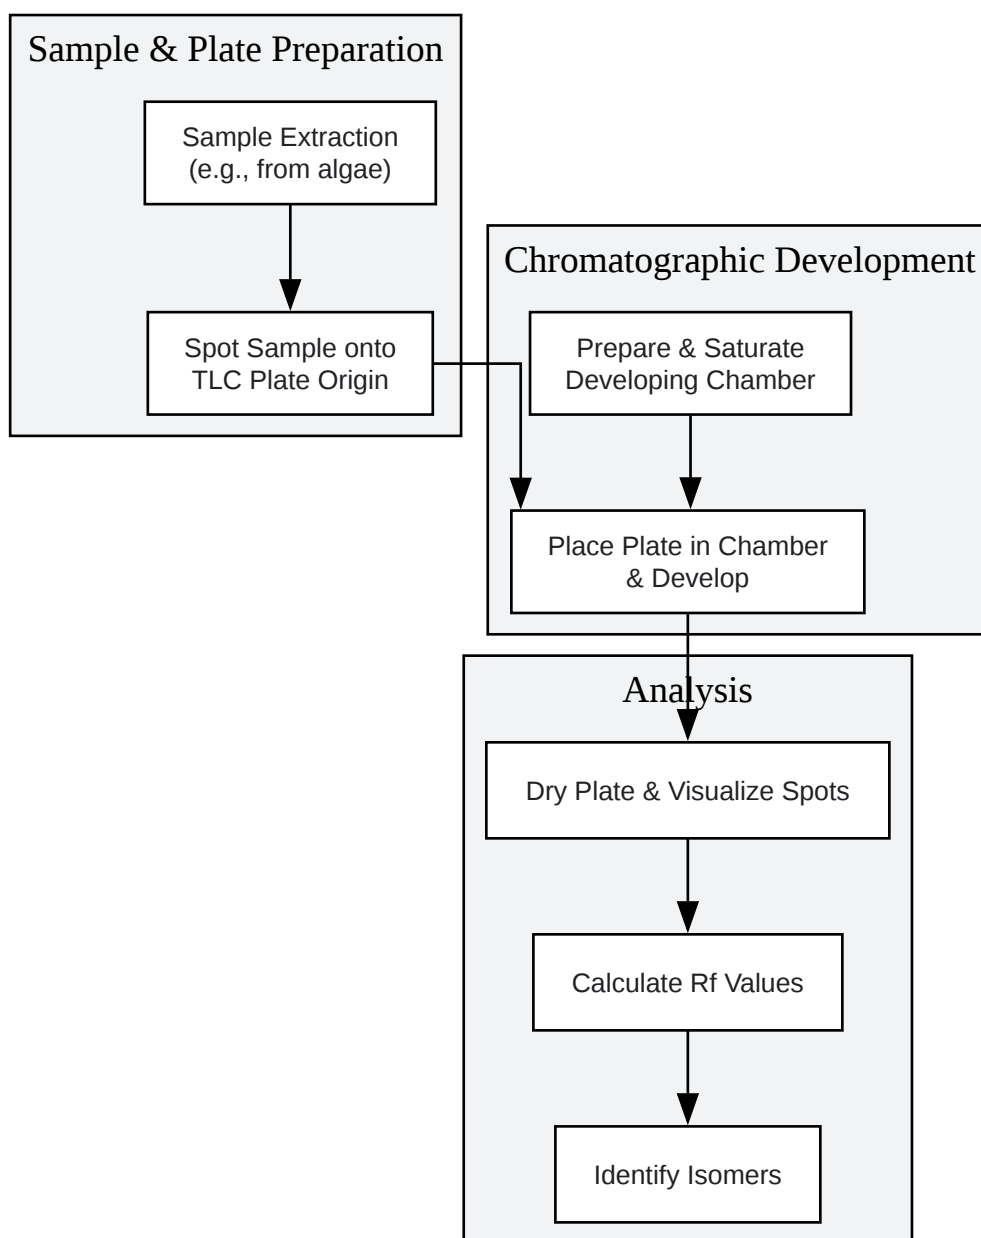 Sample & Plate Preparation
Sample Extraction
(e.g., from algae)
Spot Sample onto
TLC Plate Origin
Chromatographic Development
Prepare & Saturate
Developing Chamber
Place Plate in Chamber
& Develop
Analysis
Dry Plate & Visualize Spots
Calculate Rf Values
Identify Isomers